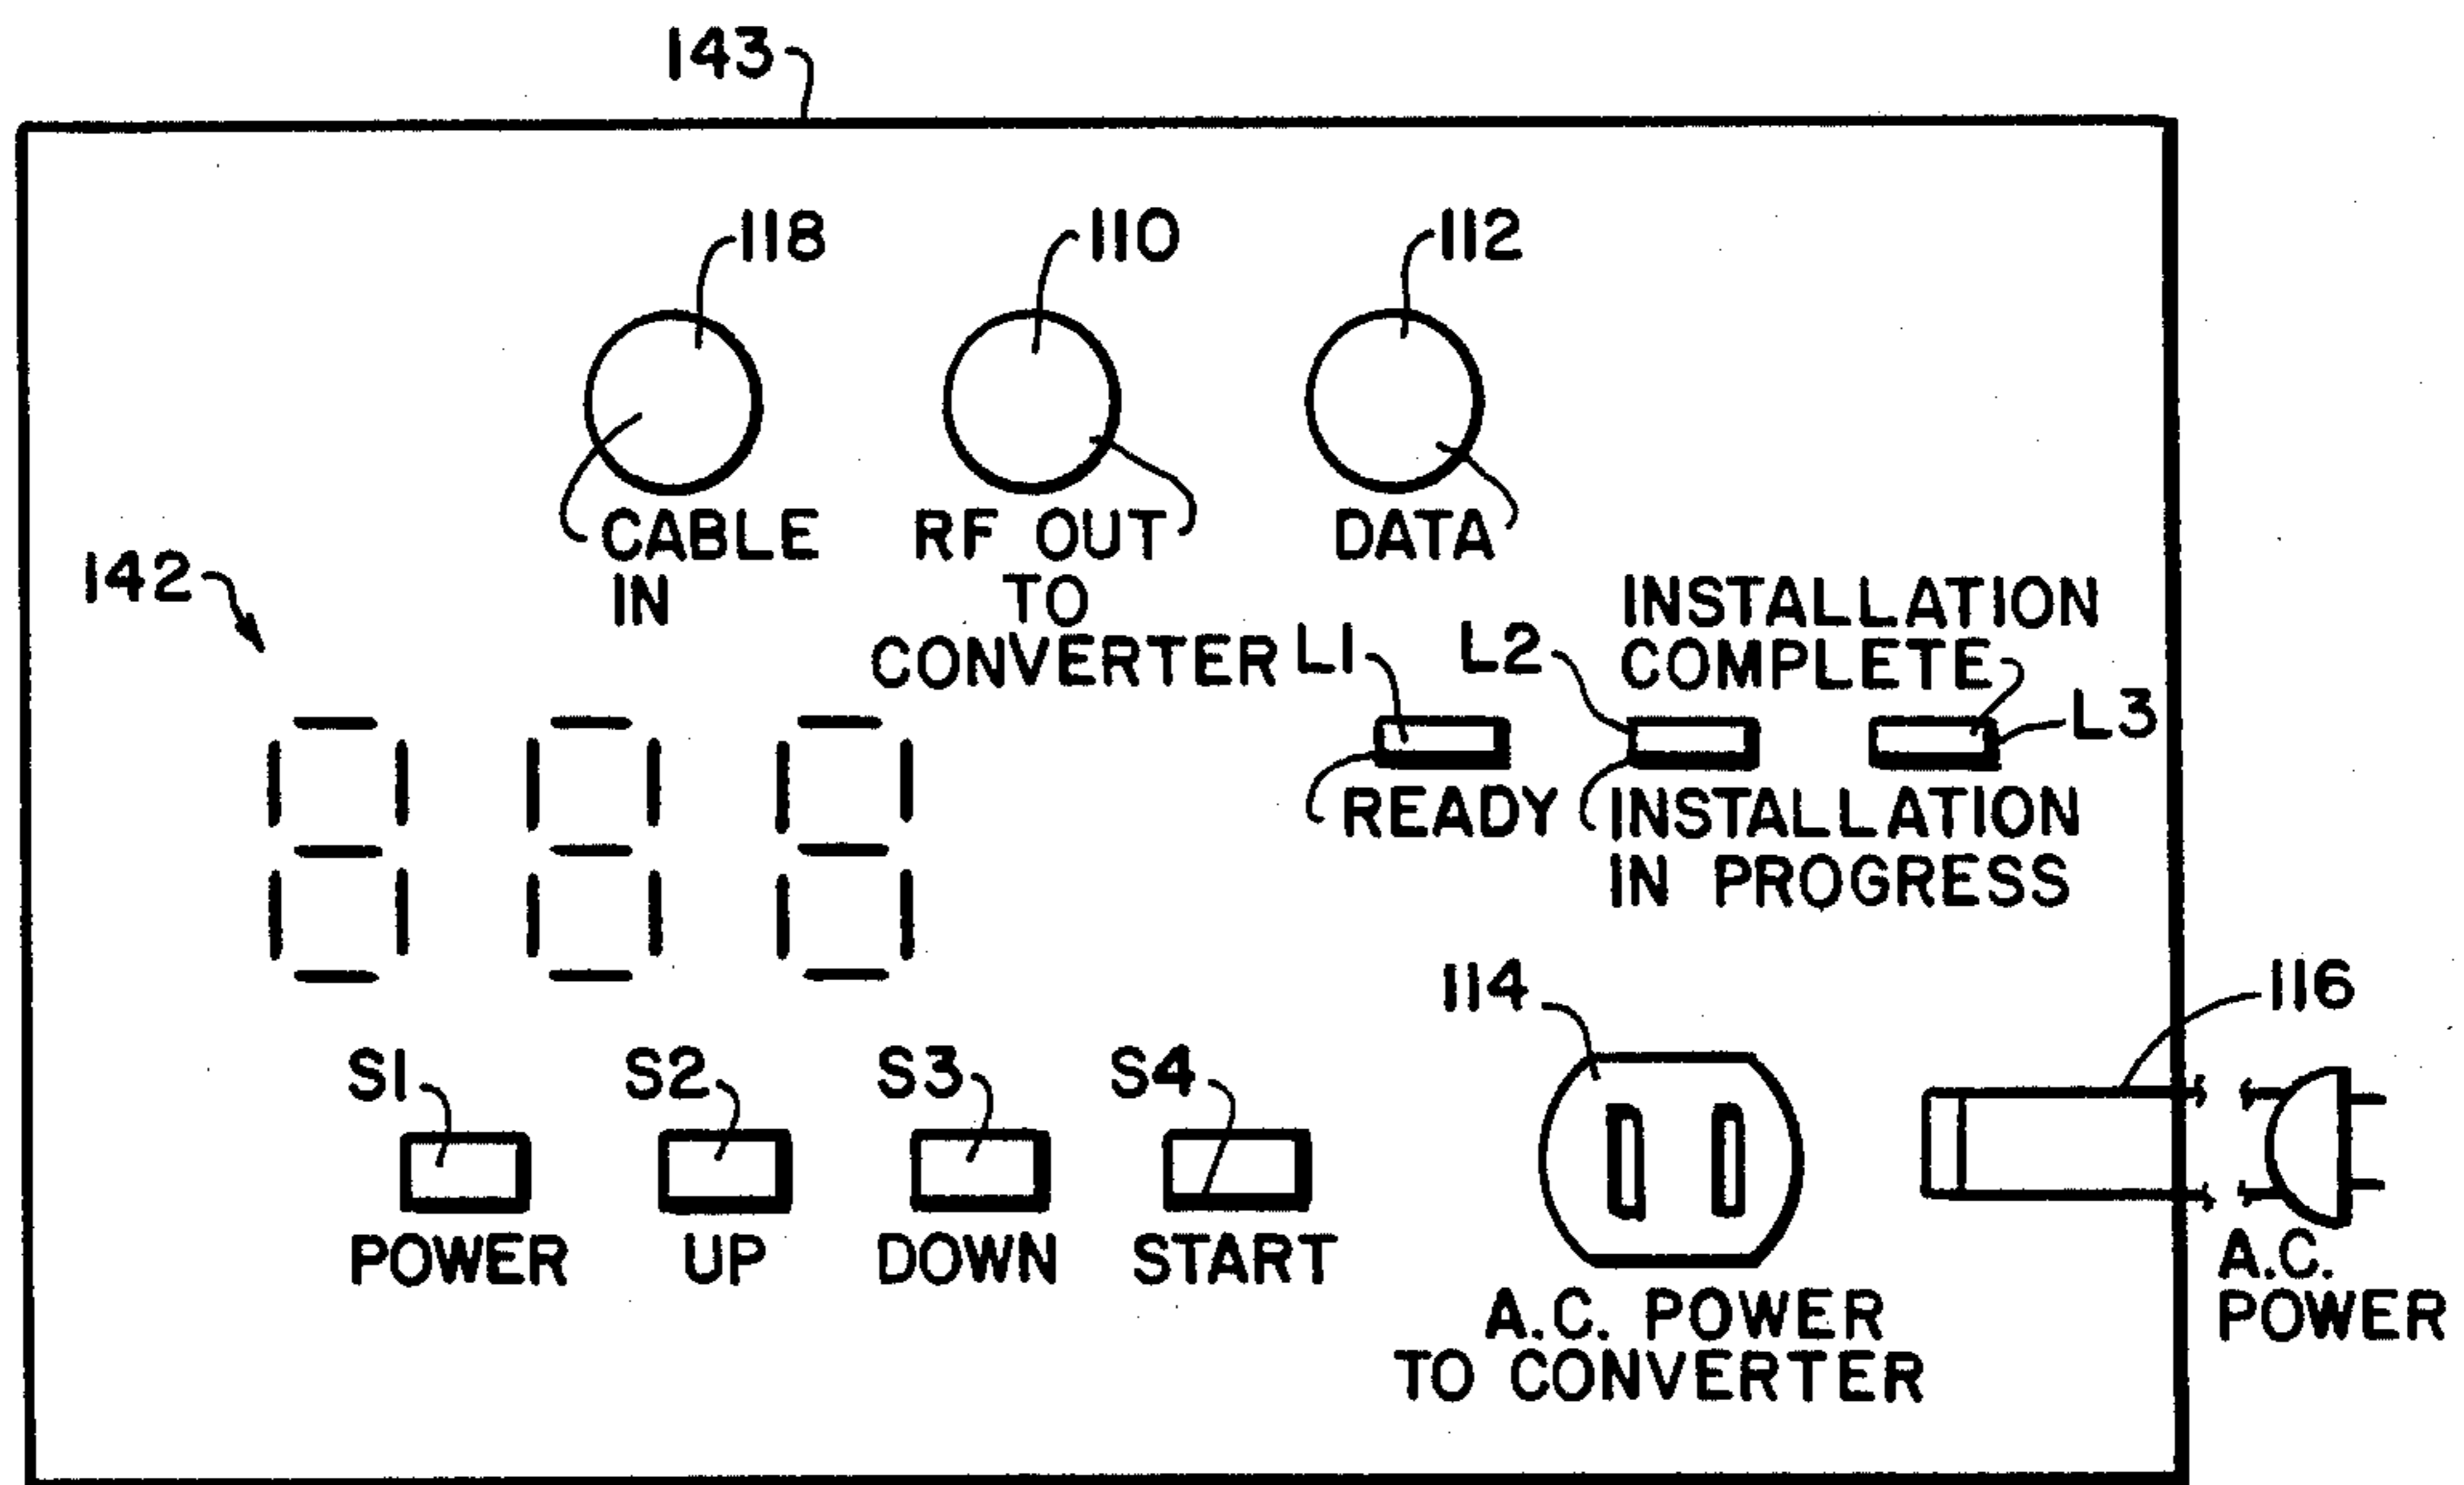 143
118
110
112
CABLE
IN
RF OUT
TO
CONVERTER
DATA
142
L1
L2
INSTALLATION
COMPLETE
L3
READY
INSTALLATION
IN PROGRESS
114
116
S1
S2
S3
S4
POWER
UP
DOWN
START
A.C. POWER
TO CONVERTER
A.C.
POWER